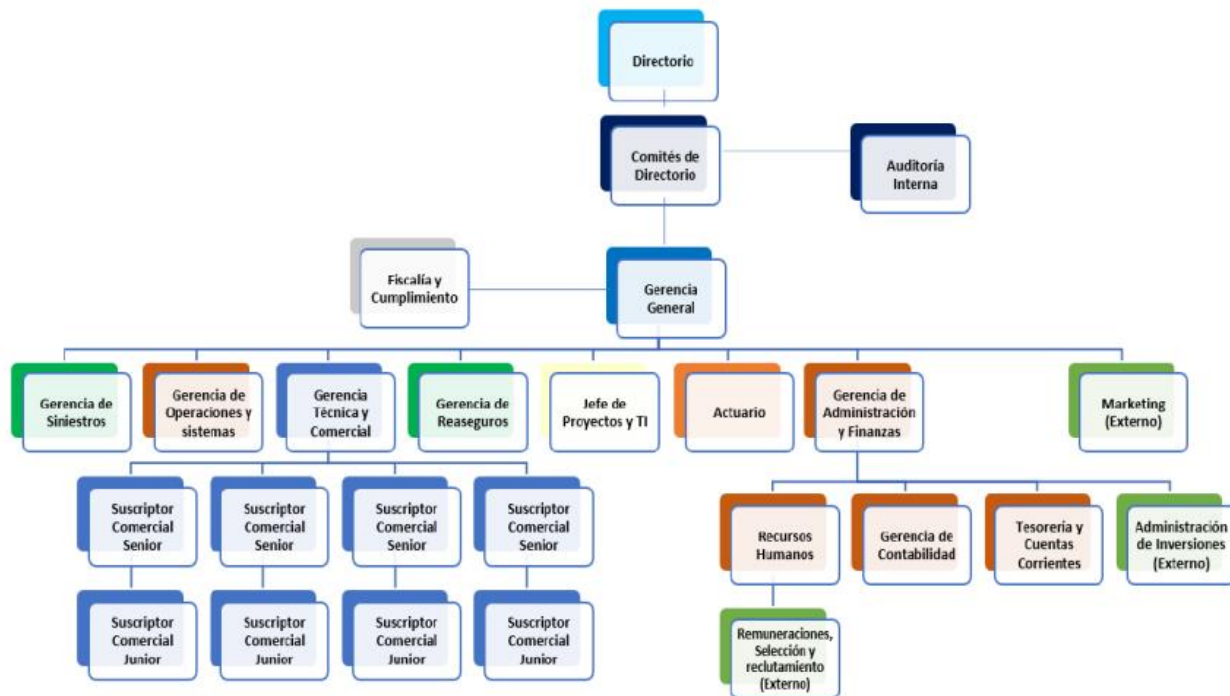 Directorio
Comités de
Directorio
Auditoría
Interna
Fiscalía y
Cumplimiento
Gerencia
General
Gerencia de
Siniestros
Gerencia de
Operaciones y
sistemas
Gerencia
Técnica y
Comercial
Gerencia de
Reaseguros
Jefe de
Proyectos y TI
Actuario
Gerencia de
Administración
y Finanzas
Marketing
(Externo)
Suscriptor
Comercial
Senior
Suscriptor
Comercial
Senior
Suscriptor
Comercial
Senior
Suscriptor
Comercial
Senior
Recursos
Humanos
Gerencia de
Contabilidad
Tesorería y
Cuentas
Corrientes
Administración
de Inversiones
(Externo)
Suscriptor
Comercial
Junior
Suscriptor
Comercial
Junior
Suscriptor
Comercial
Junior
Suscriptor
Comercial
Junior
Remuneraciones,
Selección y
reclutamiento
(Externo)